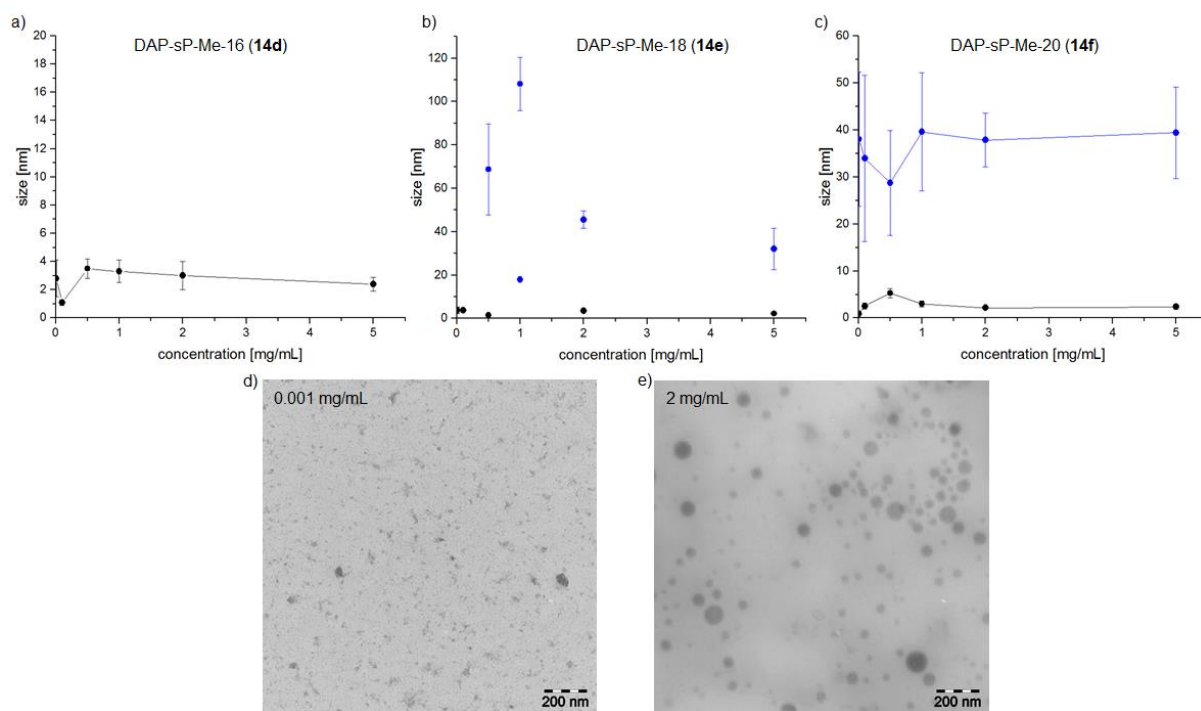 a)
DAP-sP-Me-16 (14d)
size [nm]
20
18
16
14
12
10
8
6
4
2
0
0
1
2
3
4
5
concentration [mg/mL]
b)
DAP-sP-Me-18 (14e)
size [nm]
120
100
80
60
40
20
0
0
1
2
3
4
5
concentration [mg/mL]
c)
DAP-sP-Me-20 (14f)
size [nm]
60
50
40
30
20
10
5
0
0
1
2
3
4
5
concentration [mg/mL]
d)
0.001 mg/mL
200 nm
e)
2 mg/mL
200 nm